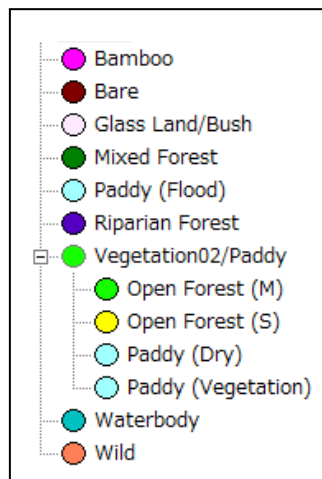 Bamboo
Bare
Glass Land/Bush
Mixed Forest
Paddy (Flood)
Riparian Forest
Vegetation02/Paddy
Open Forest (M)
Open Forest (S)
Paddy (Dry)
Paddy (Vegetation)
Waterbody
Wild